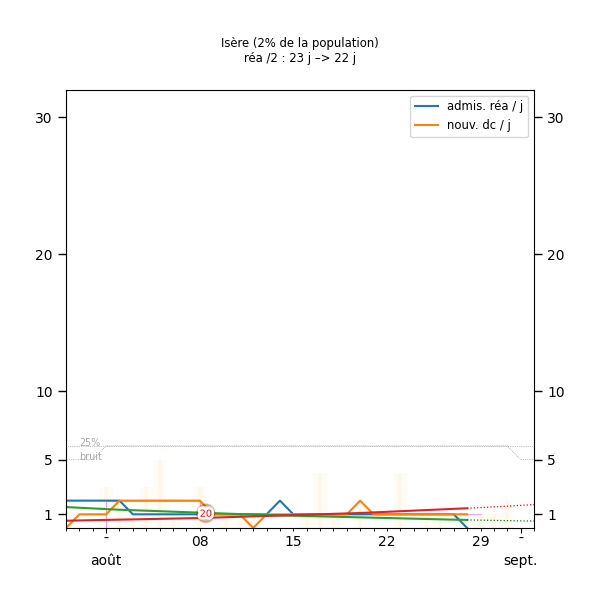 Isère (2% de la population)
réa /2 : 23 j –> 22 j
admis. réa / j
nouv. dc / j
30
30
20
20
10
10
25%
bruit
5
5
20
1
1
-
08
15
22
29
-
août
sept.